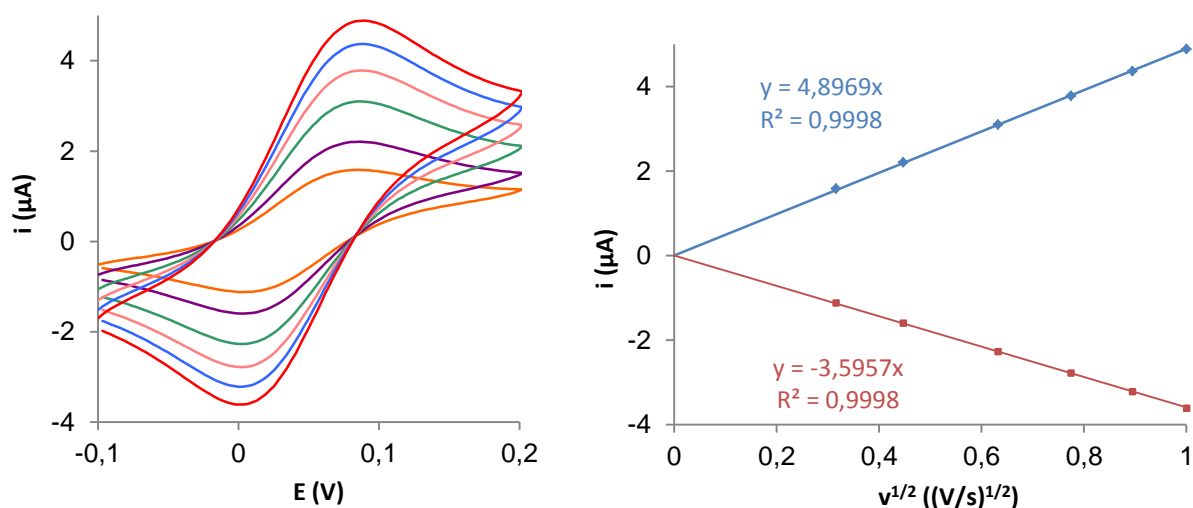 4
2
0
-2
-4
-0,1
0
0,1
0,2
i (µA)
E (V)
4
2
0
-2
-4
0
0,2
0,4
0,6
0,8
1
i (µA)
v1/2 ((V/s)1/2)
y = 4,8969x
R² = 0,9998
y = -3,5957x
R² = 0,9998